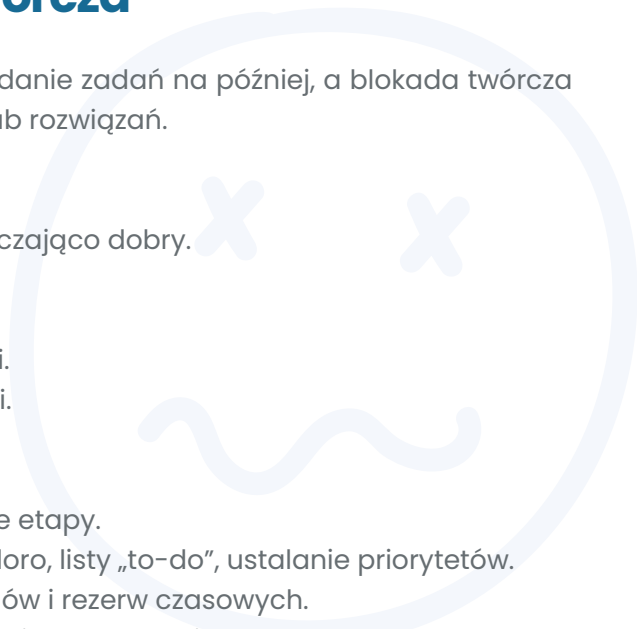 órcza
danie zadań na później, a blokada twórcza
ub rozwiązań.
czająco dobry.
i.
i.
e etapy.
loro, listy „to-do”, ustalanie priorytetów.
ów i rezerw czasowych.